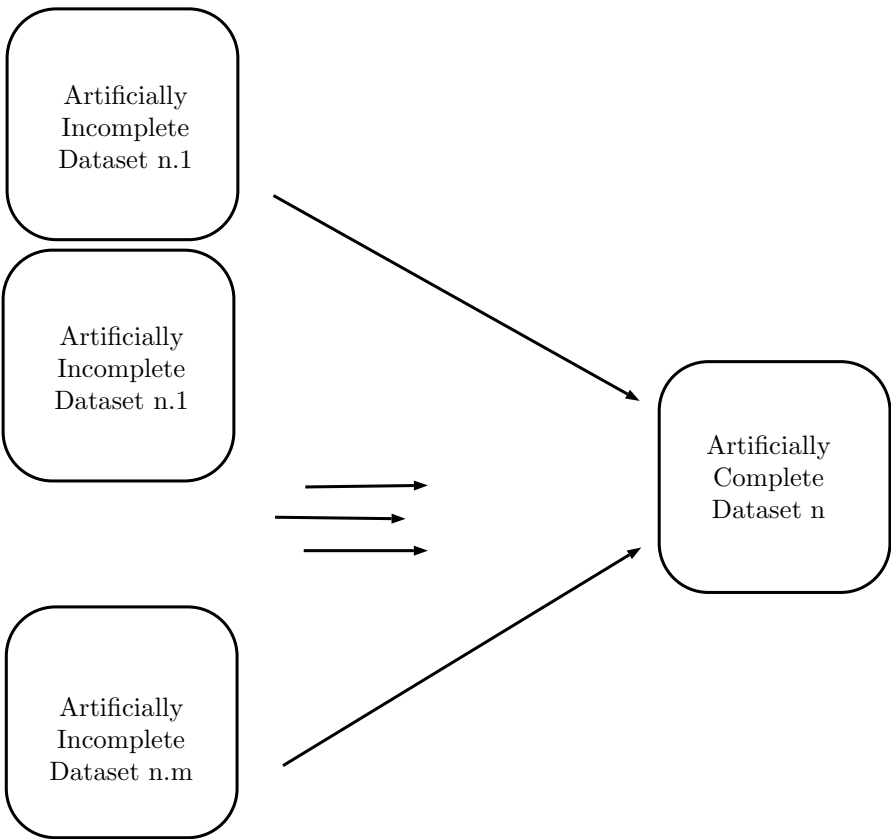 Artificially
Incomplete
Dataset n.1
Artificially
Incomplete
Dataset n.1
Artificially
Complete
Dataset n
Artificially
Incomplete
Dataset n.m